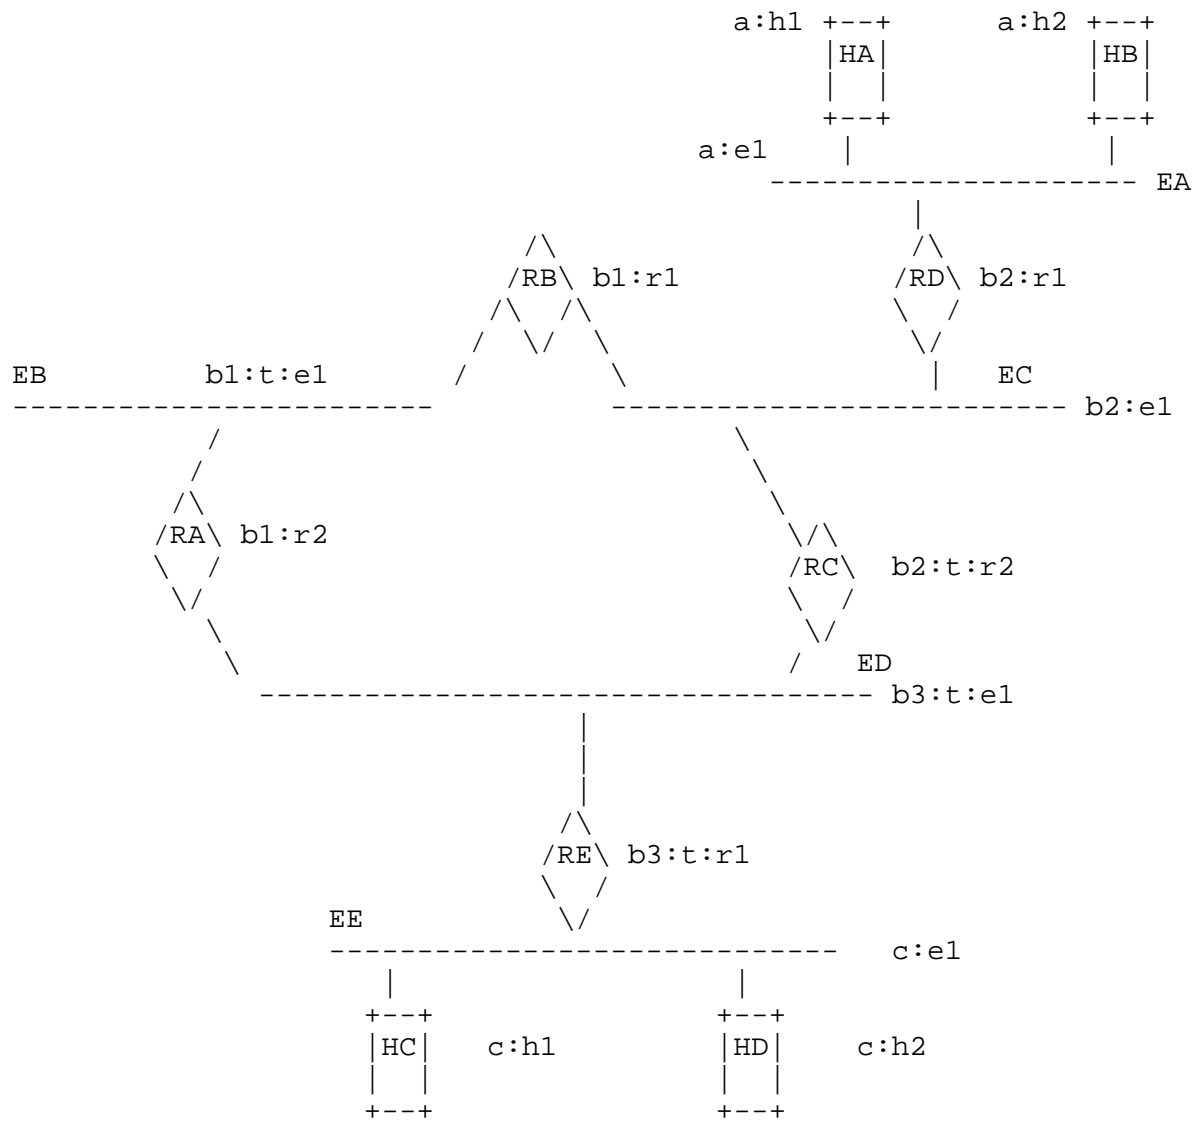 a:h1 +--+ a:h2 +--+
|HA| |HB|
| | | |
+--+ +--+
a:e1 | |
--------------------- EA
|
/\ /\
/RB\ b1:r1 /RD\ b2:r1
/\ /\ \ /
/ \/ \ \/
EB b1:t:e1 / \ | EC
------------------------ -------------------------- b2:e1
/ \
/ \
/\ \
/RA\ b1:r2 \/\
\ / /RC\ b2:t:r2
\/ \ /
\ \/
\ / ED
----------------------------------- b3:t:e1
|
|
|
/\
/RE\ b3:t:r1
\ /
EE \/
----------------------------- c:e1
| |
+--+ +--+
|HC| c:h1 |HD| c:h2
| | | |
+--+ +--+